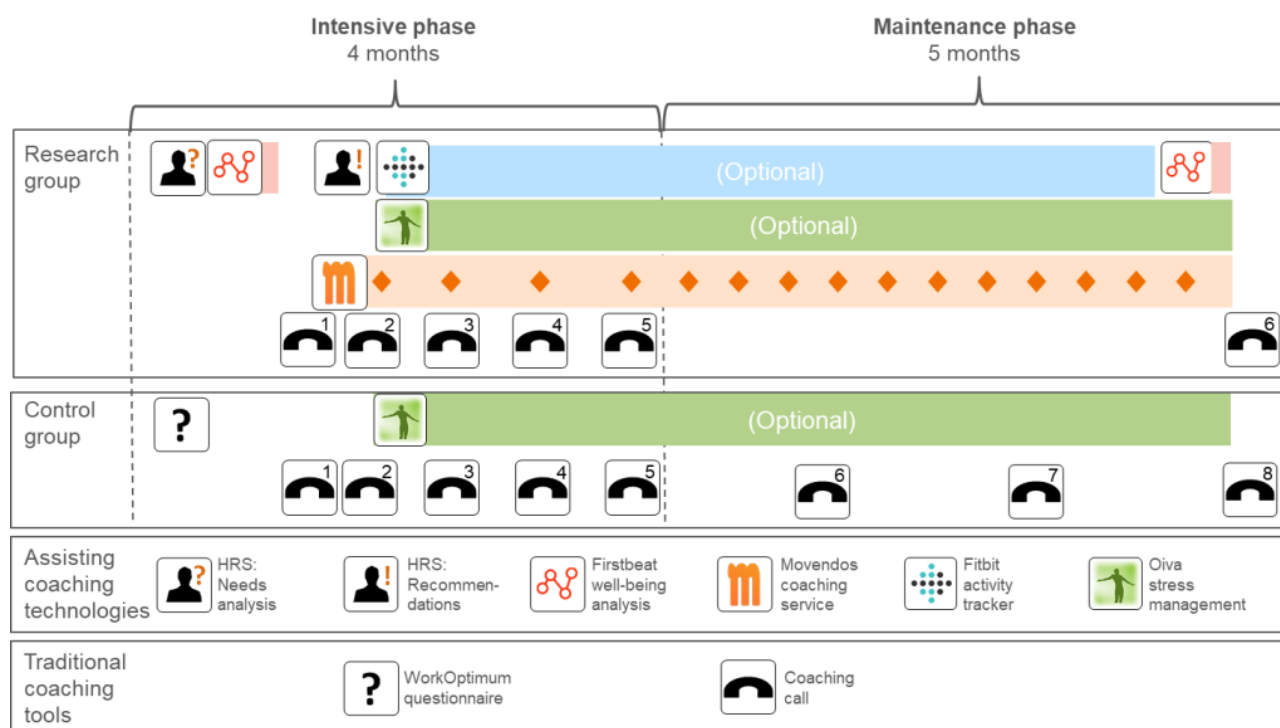 Intensive phase
4 months
Maintenance phase
5 months
Research
group
?
!
(Optional)
(Optional)
1
2
3
4
5
6
Control
group
?
(Optional)
1
2
3
4
5
6
7
8
Assisting
coaching
technologies
?
HRS:
Needs
analysis
!
HRS:
Recommen-
dations
Firstbeat
well-being
analysis
Movendos
coaching
service
Fitbit
activity
tracker
Oiva
stress
management
Traditional
coaching
tools
?
WorkOptimum
questionnaire
Coaching
call